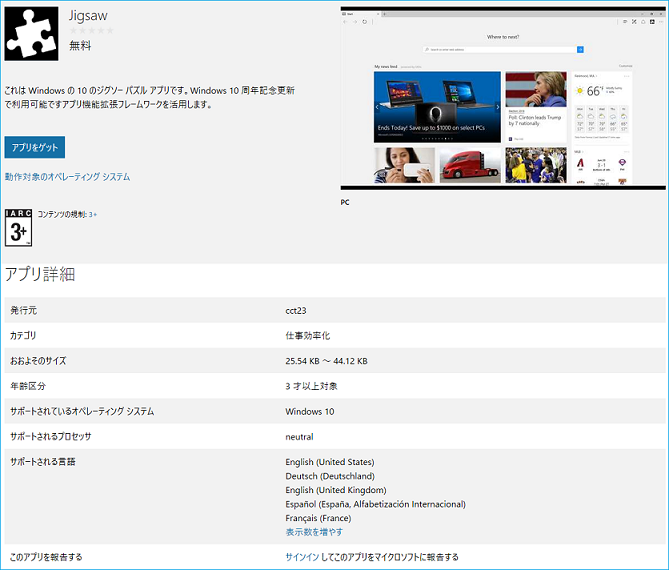 Jigsaw
無料
これは Windows の 10 のジグソー パズル アプリです。Windows 10 周年記念更新
で利用可能ですアプリ機能拡張フレームワークを活用します。
アプリをゲット
動作対象のオペレーティング システム
IARC
3+
コンテンツの規制: 3+
Where to next?
My news feed
Ends Today! Save up to $1000 on select PCs
Poll: Clinton leads Trump
by 7 nationally
66°
PC
アプリ詳細
発行元 cct23
カテゴリ 仕事効率化
おおよそのサイズ 25.54 KB ～ 44.12 KB
年齢区分 3 才以上対象
サポートされているオペレーティング システム Windows 10
サポートされるプロセッサ neutral
サポートされる言語 English (United States)
Deutsch (Deutschland)
English (United Kingdom)
Español (España, Alfabetización Internacional)
Français (France)
表示数を増やす
このアプリを報告する サインイン してこのアプリをマイクロソフトに報告する